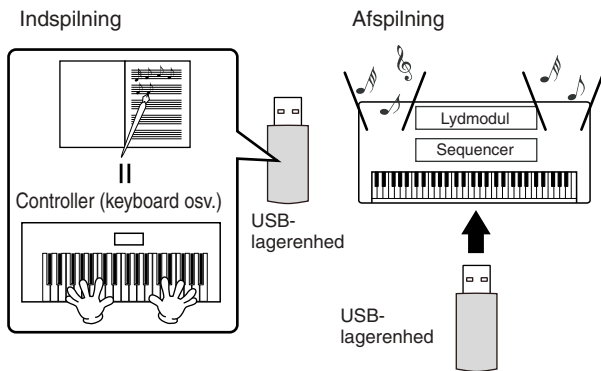 Indspilning
Controller (keyboard osv.)
USB-
lagerenhed
Afspilning
Lydmodul
Sequencer
USB-
lagerenhed